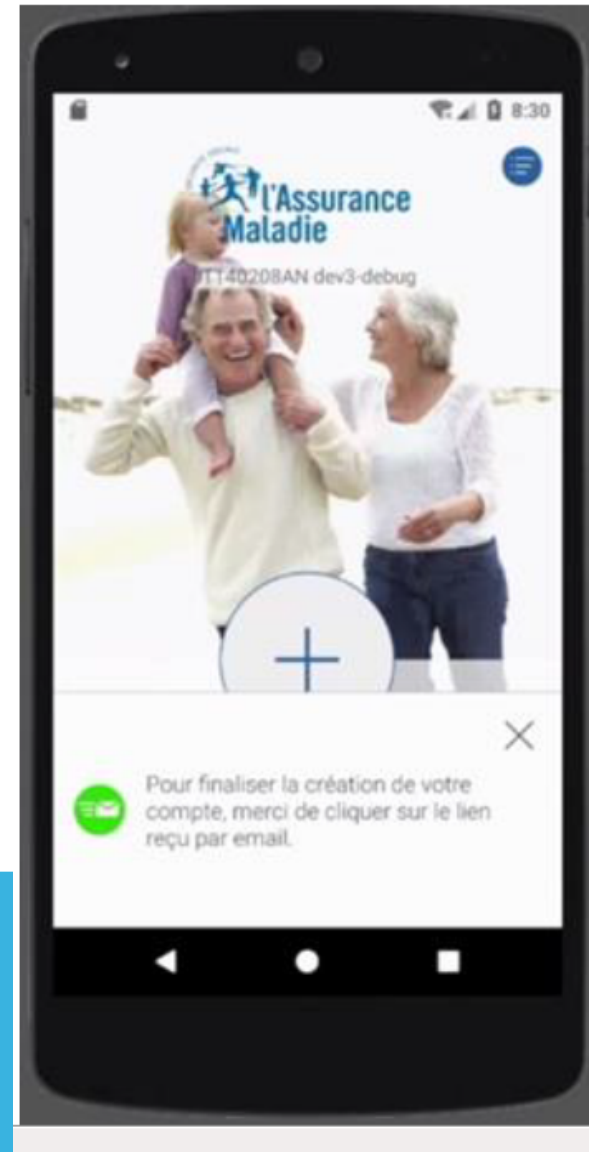 8:30
l'Assurance
Maladie
40208AN dev3-debug
Pour finaliser la création de votre
compte, merci de cliquer sur le lien
reçu par email.